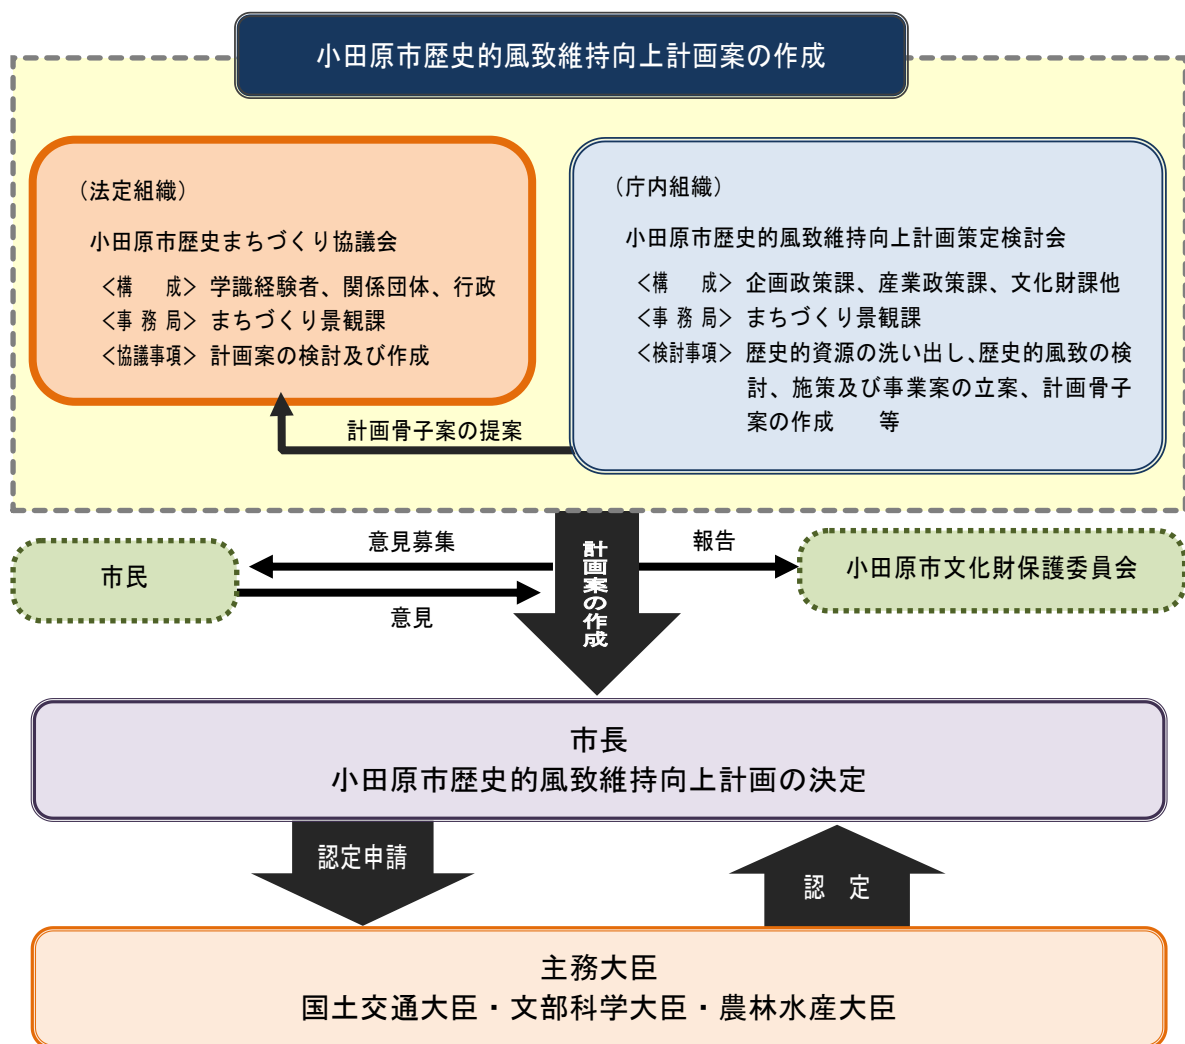 小田原市歴史的風致維持向上計画案の作成
（法定組織）
小田原市歴史まちづくり協議会
＜構　成＞ 学識経験者、関係団体、行政
＜事 務 局＞ まちづくり景観課
＜協議事項＞ 計画案の検討及び作成
（庁内組織）
小田原市歴史的風致維持向上計画策定検討会
＜構　成＞ 企画政策課、産業政策課、文化財課他
＜事 務 局＞ まちづくり景観課
＜検討事項＞ 歴史的資源の洗い出し、歴史的風致の検
討、施策及び事業案の立案、計画骨子
案の作成　等
計画骨子案の提案
市民
意見募集
意見
計画案の作成
報告
小田原市文化財保護委員会
市長
小田原市歴史的風致維持向上計画の決定
認定申請
認　定
主務大臣
国土交通大臣・文部科学大臣・農林水産大臣